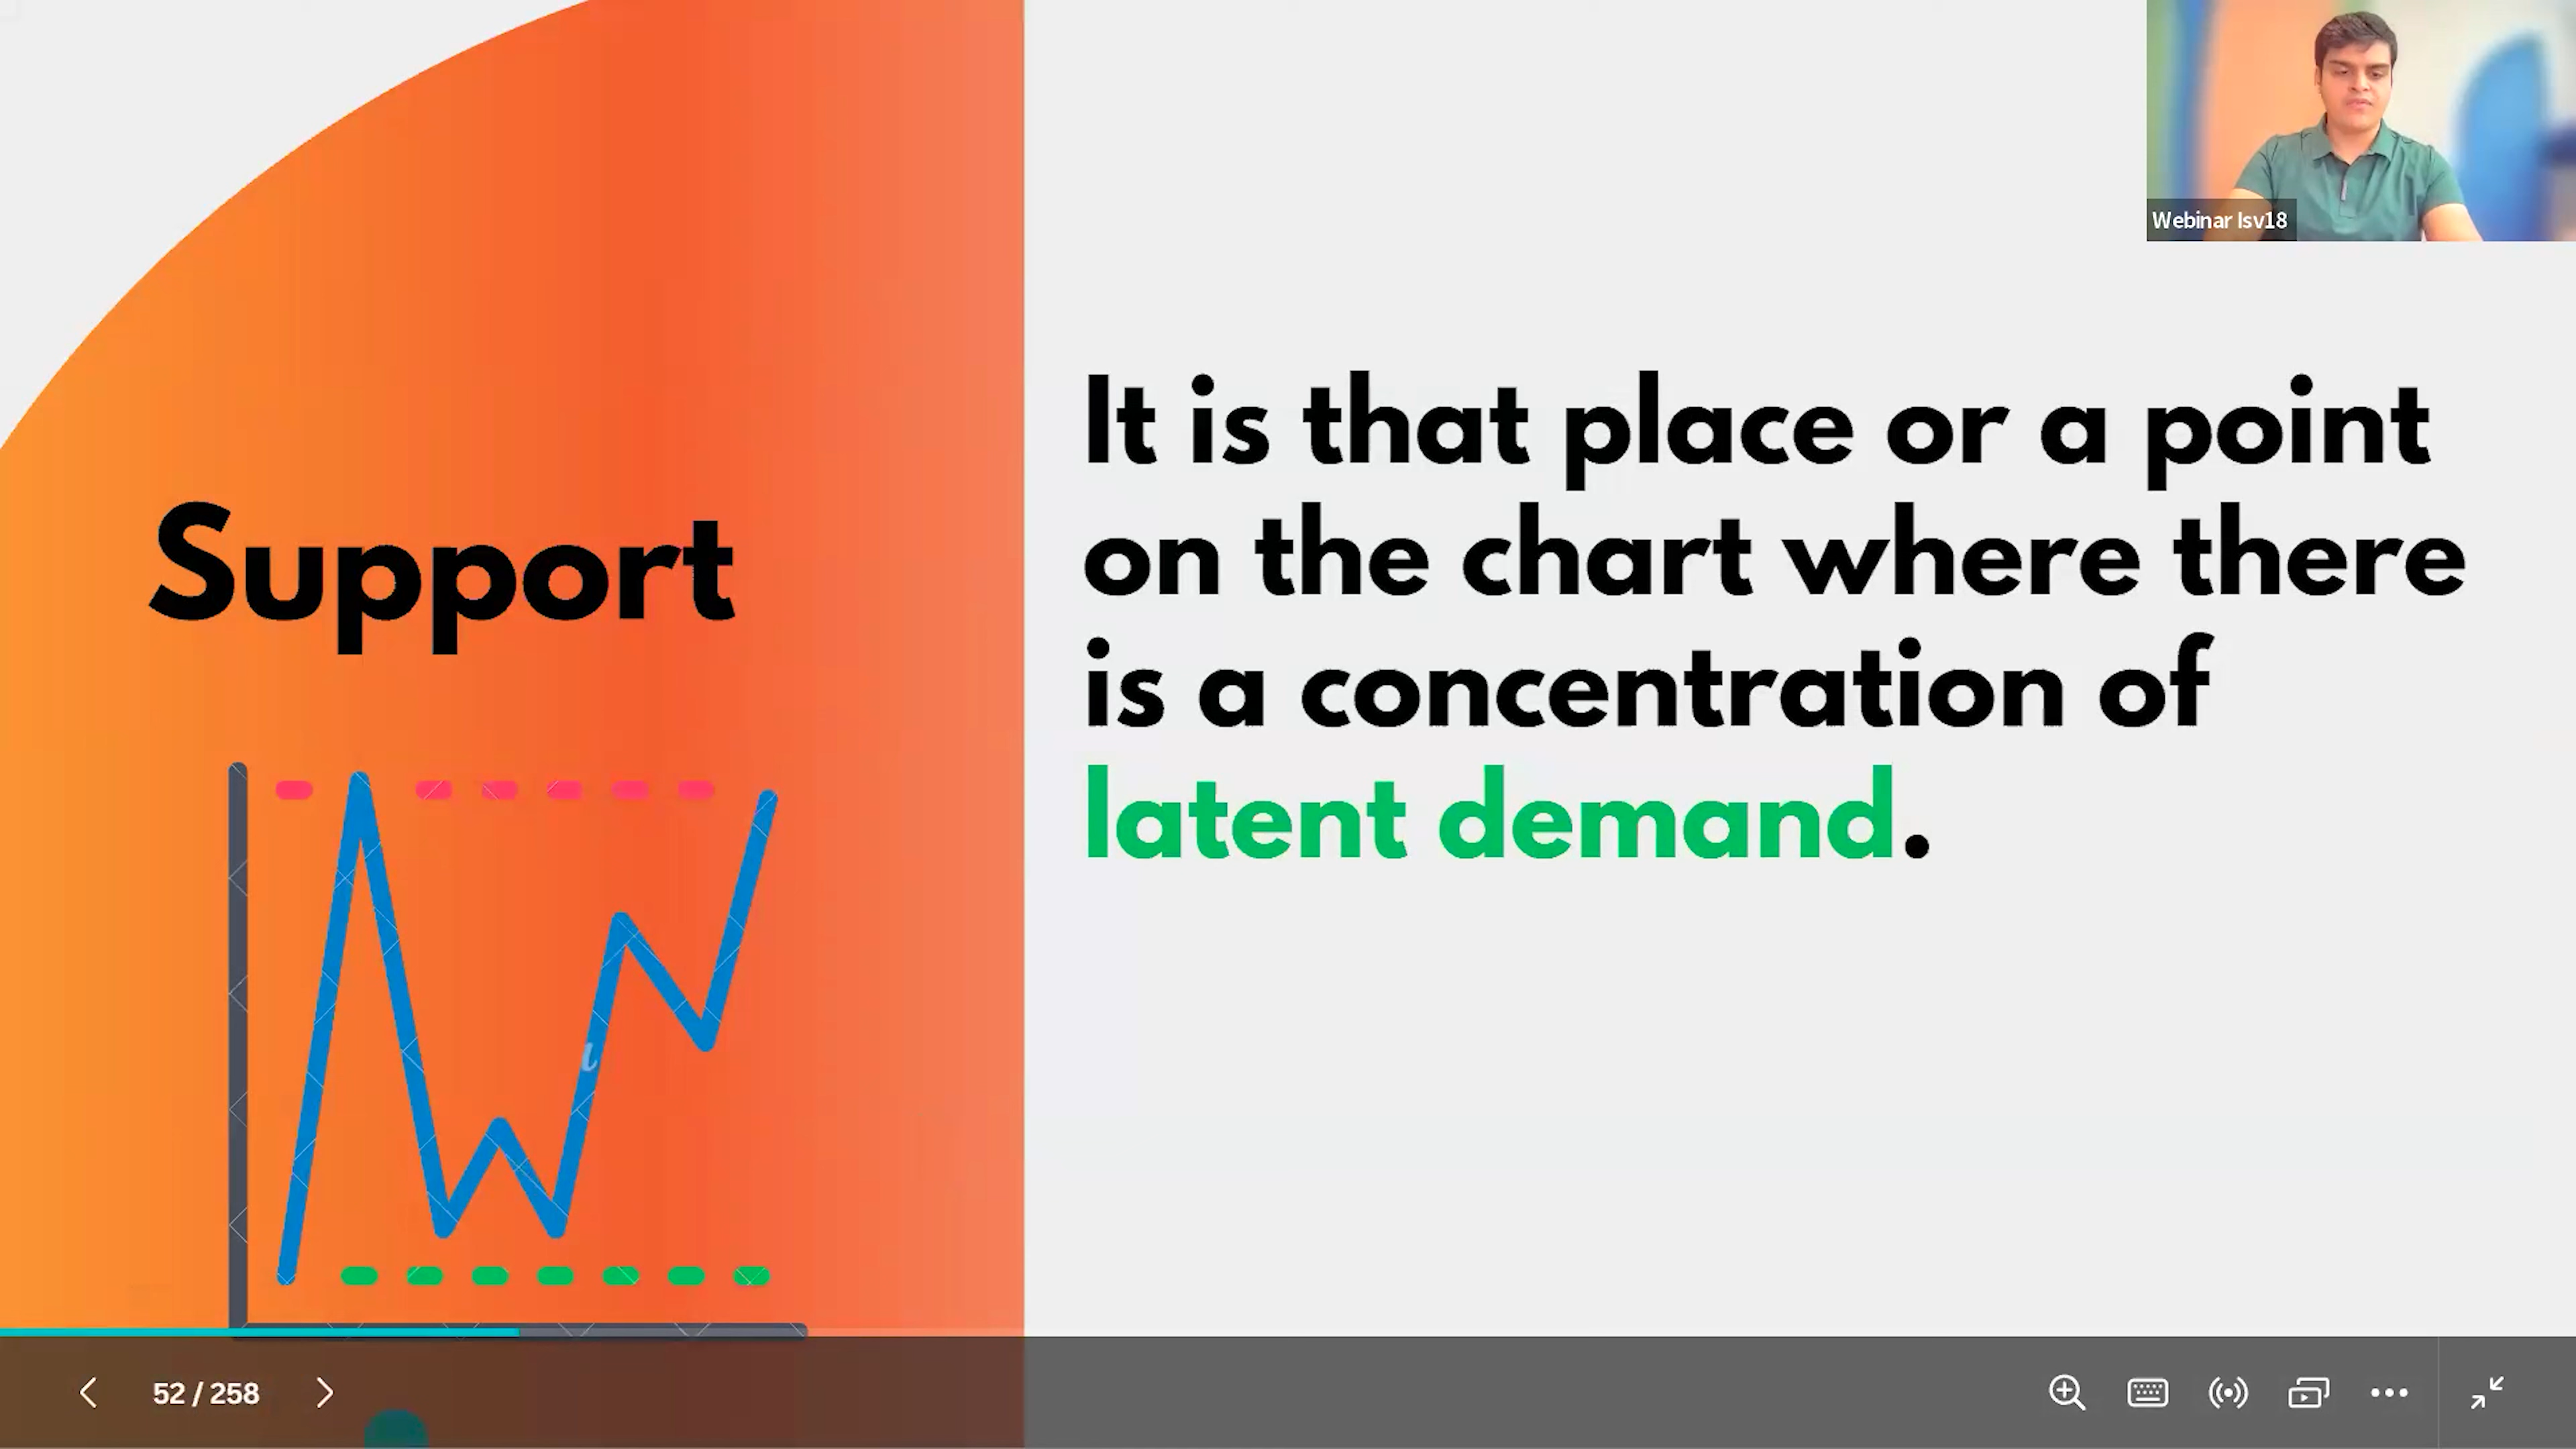 Webinar lsv18
Support
It is that place or a point
on the chart where there
is a concentration of
latent demand.
52 / 258